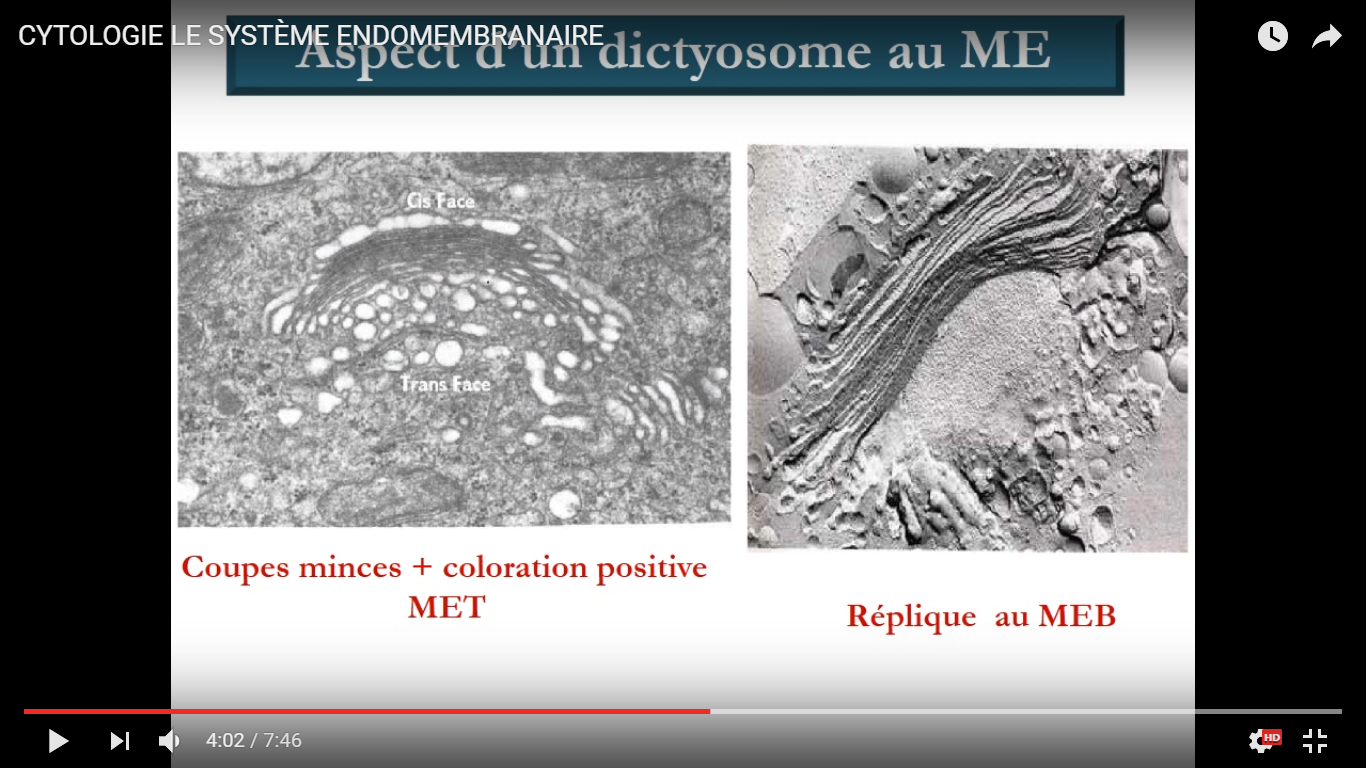 CYTOLOGIE LE SYSTÈME ENDOMEMBRANAIRE
Aspect d'un dictyosome au ME
Cis Face
Trans Face
Coupes minces + coloration positive
MET
Réplique au MEB
4:02 / 7:46
HD